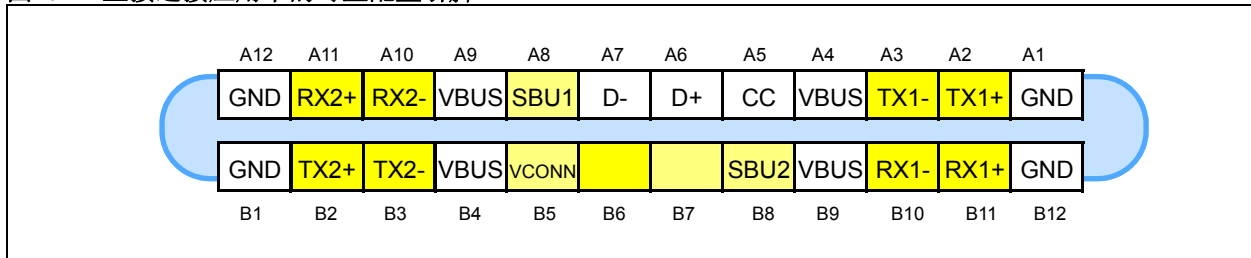 A12 A11 A10 A9 A8 A7 A6 A5 A4 A3 A2 A1
GND RX2+ RX2- VBUS SBU1 D- D+ CC VBUS TX1- TX1+ GND
GND TX2+ TX2- VBUS VCONN SBU2 VBUS RX1- RX1+ GND
B1 B2 B3 B4 B5 B6 B7 B8 B9 B10 B11 B12